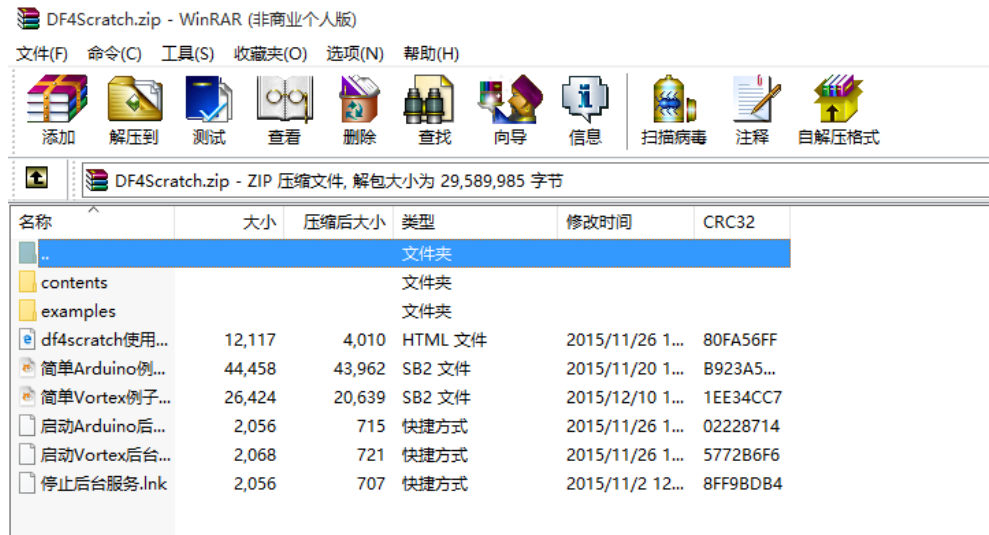 DF4Scratch.zip - WinRAR (非商业个人版)
文件(F) 命令(C) 工具(S) 收藏夹(O) 选项(N) 帮助(H)
添加 解压到 测试 查看 删除 查找 向导 信息 扫描病毒 注释 自解压格式
DF4Scratch.zip - ZIP 压缩文件, 解包大小为 29,589,985 字节
名称 大小 压缩后大小 类型 修改时间 CRC32
.. 文件夹
contents 文件夹
examples 文件夹
df4scratch使用... 12,117 4,010 HTML 文件 2015/11/26 1... 80FA56FF
简单Arduino例... 44,458 43,962 SB2 文件 2015/11/20 1... B923A5...
简单Vortex例子... 26,424 20,639 SB2 文件 2015/12/10 1... 1EE34CC7
启动Arduino后... 2,056 715 快捷方式 2015/11/26 1... 02228714
启动Vortex后台... 2,068 721 快捷方式 2015/11/26 1... 5772B6F6
停止后台服务.lnk 2,056 707 快捷方式 2015/11/2 12... 8FF9BDB4